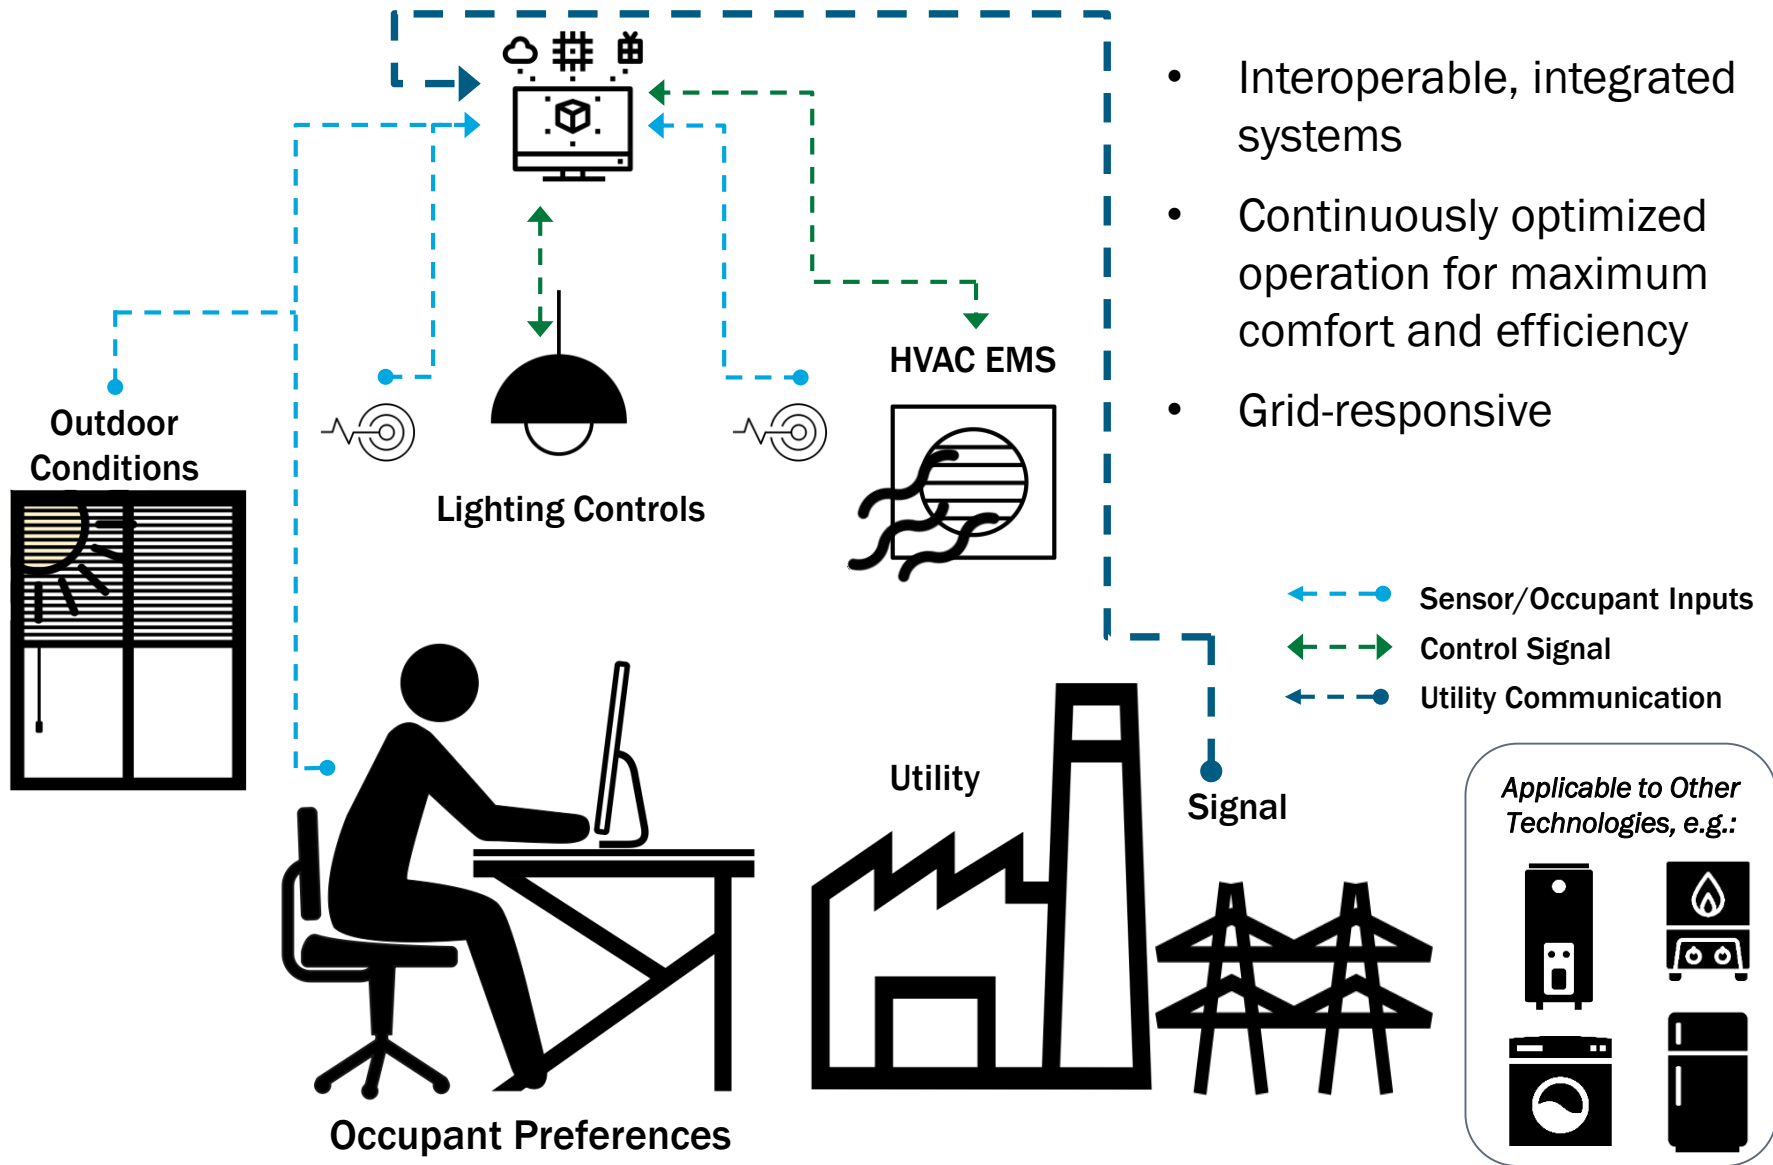 • Interoperable, integrated
systems
• Continuously optimized
operation for maximum
comfort and efficiency
• Grid-responsive
HVAC EMS
Outdoor
Conditions
Lighting Controls
Sensor/Occupant Inputs
Control Signal
Utility Communication
Utility
Signal
Applicable to Other
Technologies, e.g.:
Occupant Preferences